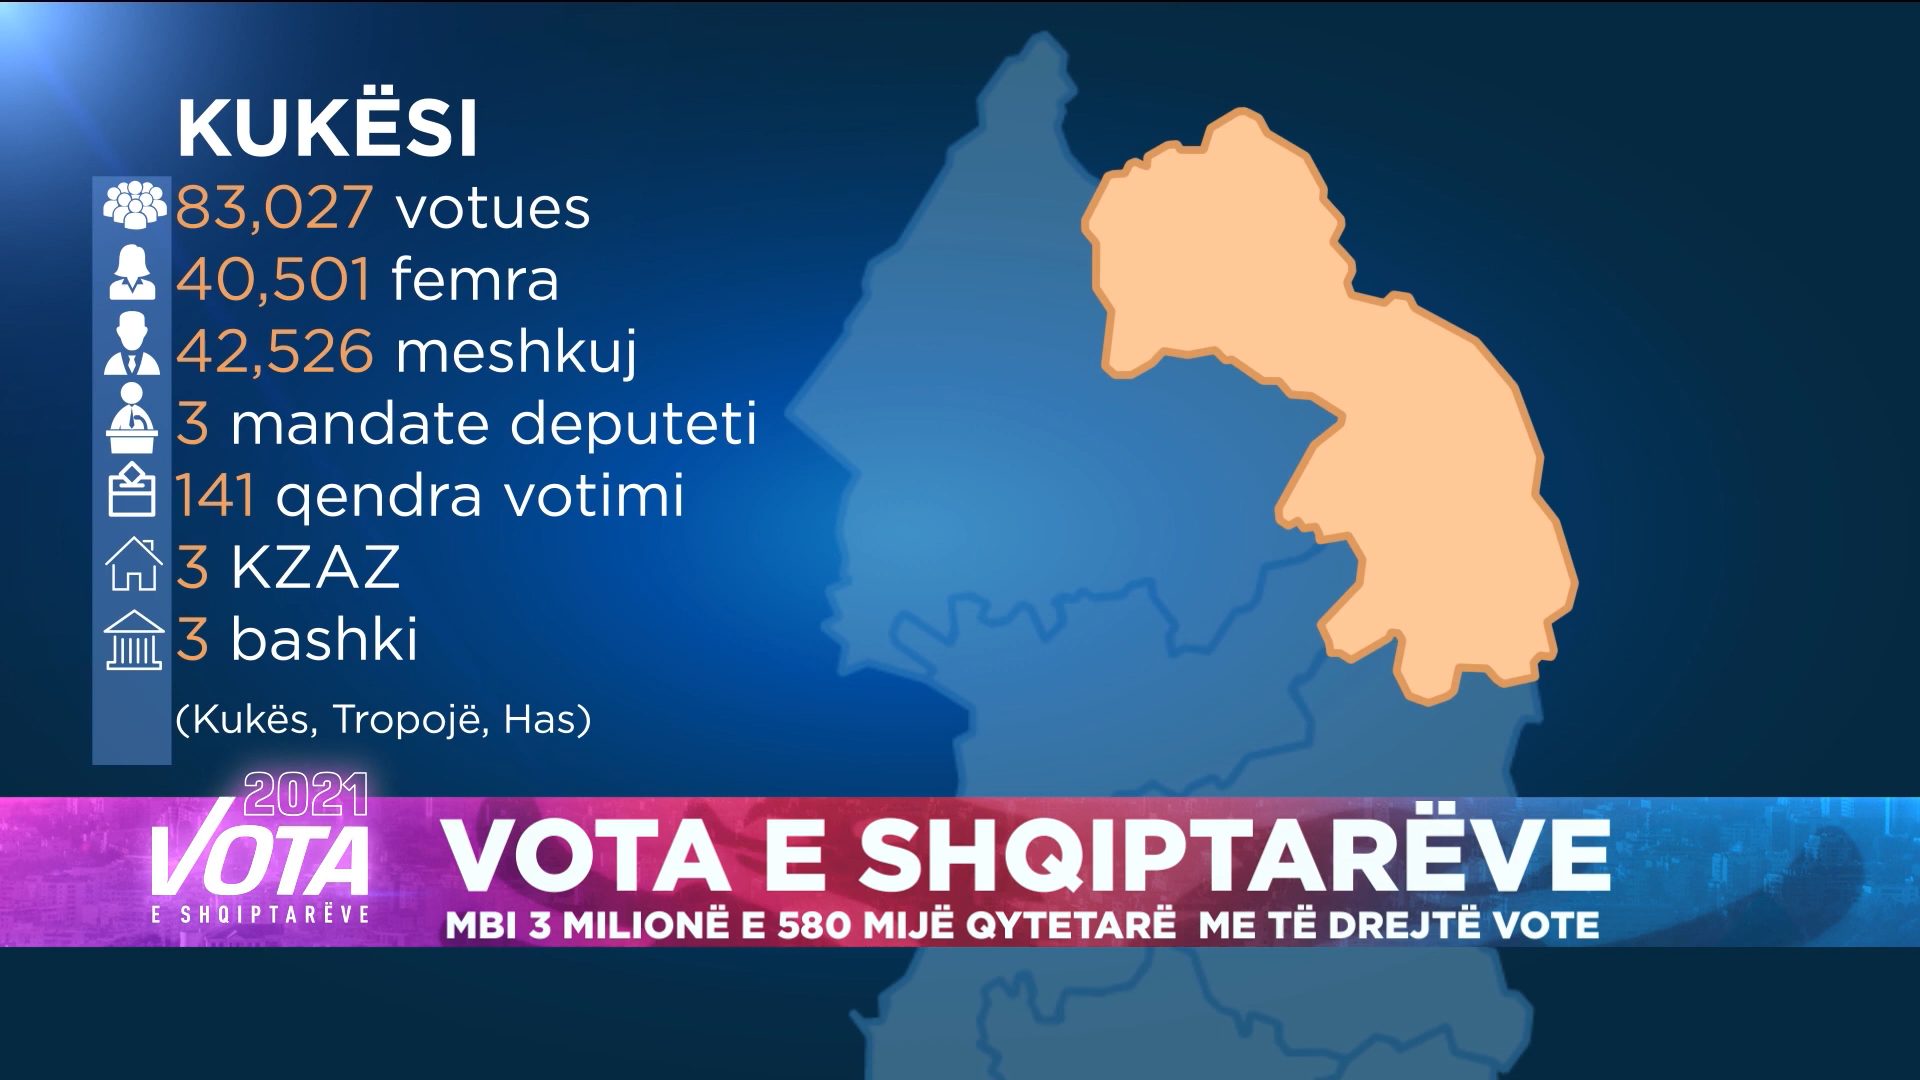 KUKËSI
83,027 votues
40,501 femra
42,526 meshkuj
3 mandate deputeti
141 qendra votimi
3 KZAZ
3 bashki
(Kukës, Tropojë, Has)
2021
VOTA
E SHQIPTARËVE
VOTA E SHQIPTARËVE
MBI 3 MILIONË E 580 MIJË QYTETARË ME TË DREJTË VOTE